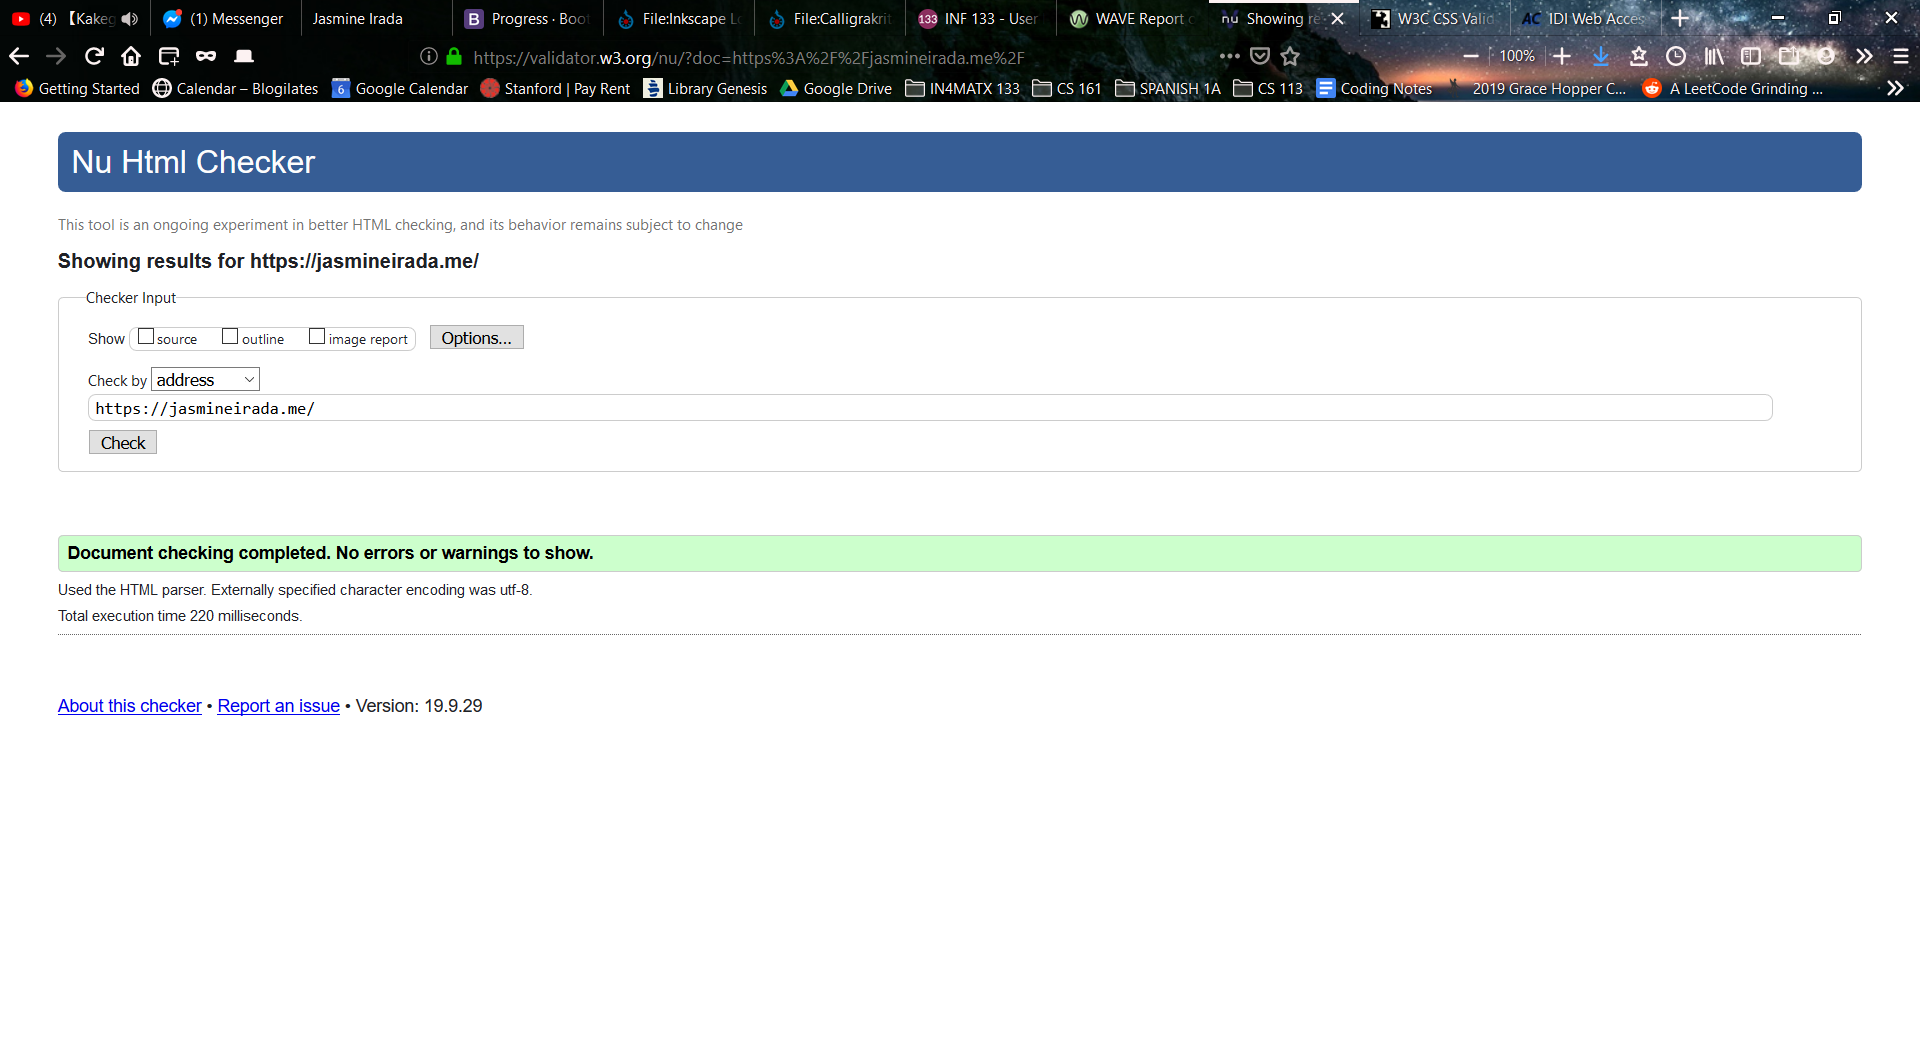 (4) 【Kakeg
(1) Messenger
Jasmine Irada
B Progress · Boot
File:Inkscape Lo
File:Calligrakrit
133 INF 133 - User
WAVE Report o
nu Showing re
W3C CSS Valid
AC IDI Web Acces
https://validator.w3.org/nu/?doc=https%3A%2F%2Fjasmineirada.me%2F
100%
Getting Started
Calendar – Blogilates
6 Google Calendar
Stanford | Pay Rent
Library Genesis
Google Drive
IN4MATX 133
CS 161
SPANISH 1A
CS 113
Coding Notes
2019 Grace Hopper C...
A LeetCode Grinding ...
Nu Html Checker
This tool is an ongoing experiment in better HTML checking, and its behavior remains subject to change
Showing results for https://jasmineirada.me/
Checker Input
Show source outline image report Options...
Check by address
https://jasmineirada.me/
Check
Document checking completed. No errors or warnings to show.
Used the HTML parser. Externally specified character encoding was utf-8.
Total execution time 220 milliseconds.
About this checker • Report an issue • Version: 19.9.29